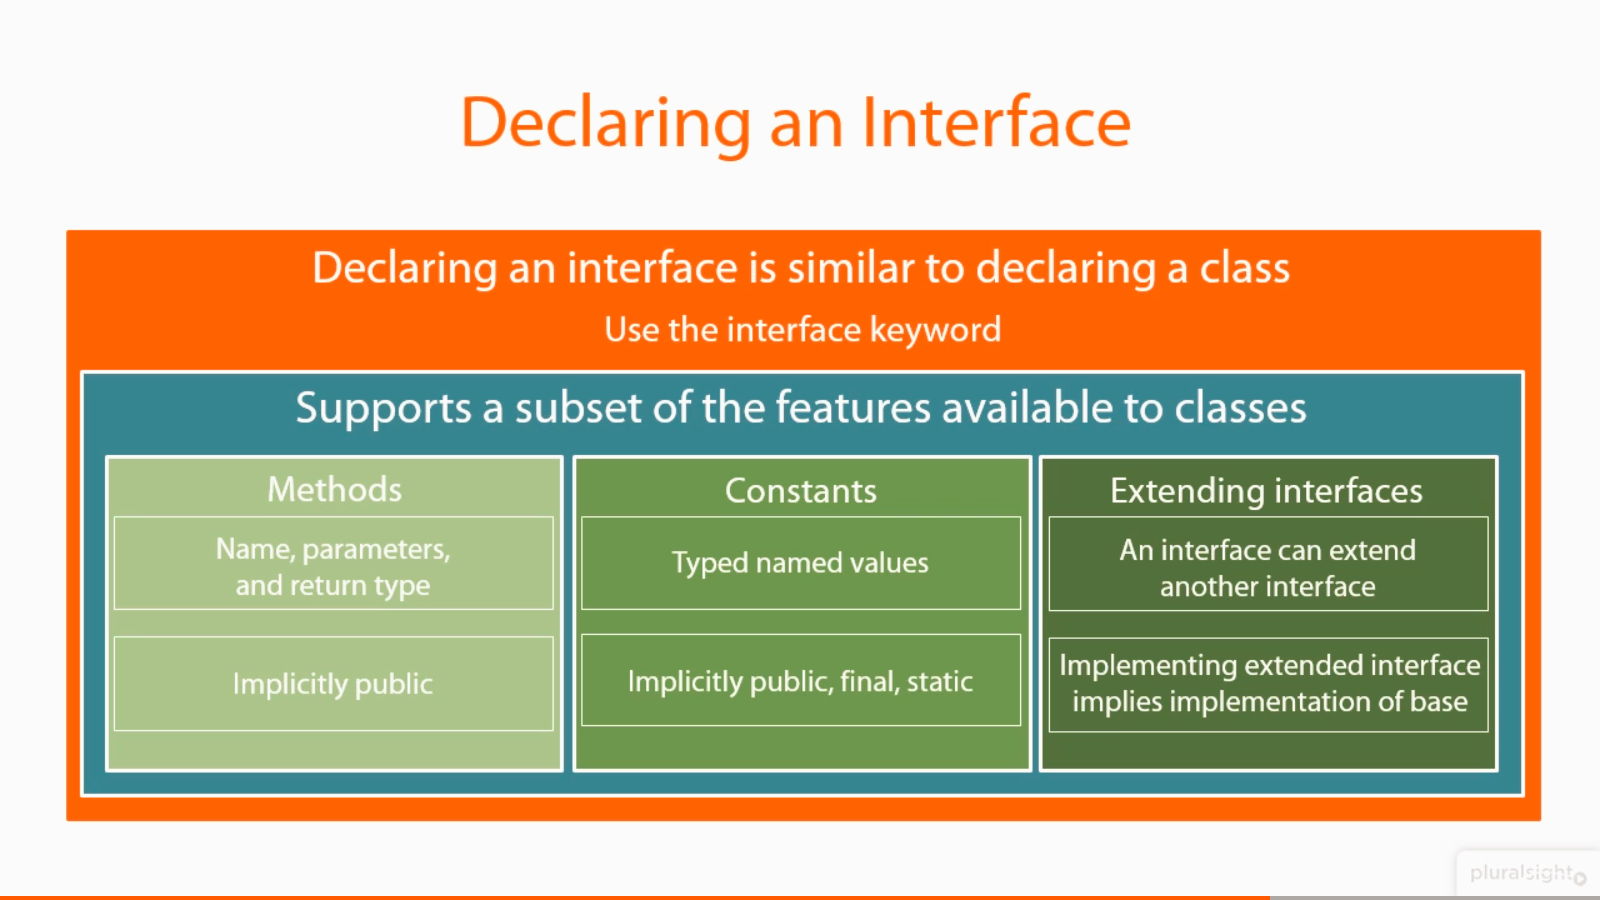 Declaring an Interface
Declaring an interface is similar to declaring a class
Use the interface keyword
Supports a subset of the features available to classes
Methods
Name, parameters,
and return type
Implicitly public
Constants
Typed named values
Implicitly public, final, static
Extending interfaces
An interface can extend
another interface
Implementing extended interface
implies implementation of base
pluralsight